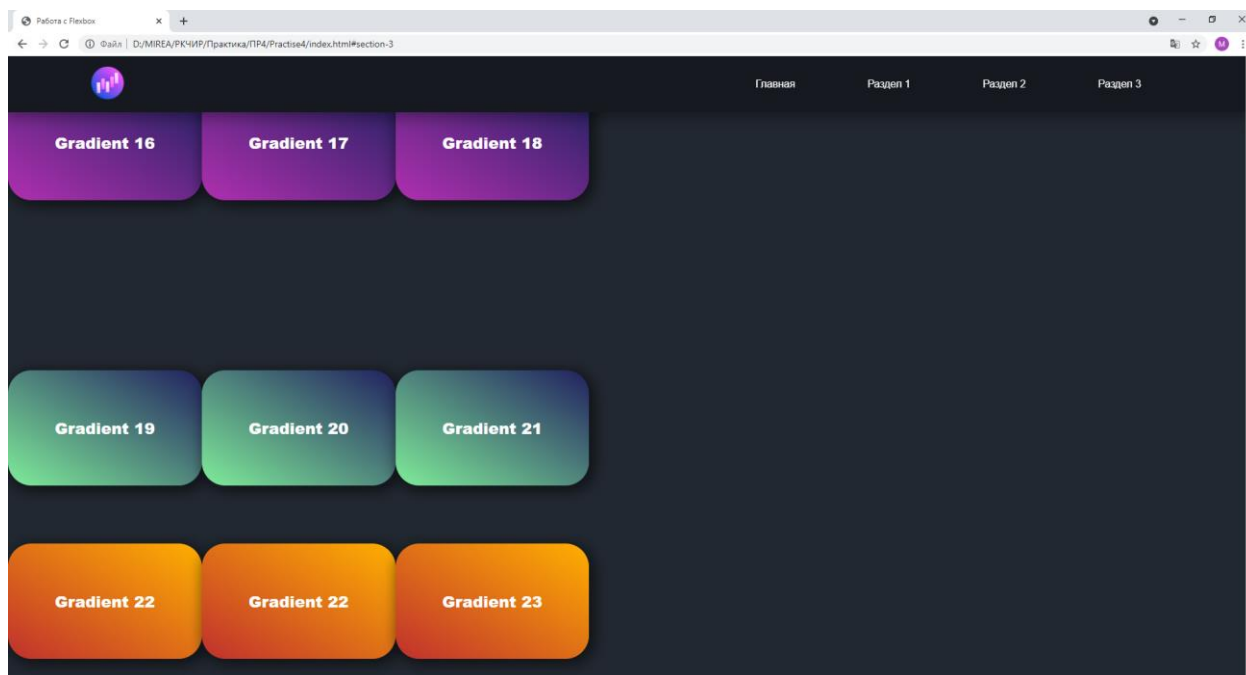 Работа с Flexbox
Файл | D:/MIREA/РКЧИР/Практика/ПР4/Practise4/index.html#section-3
M
Главная Раздел 1 Раздел 2 Раздел 3
Gradient 16 Gradient 17 Gradient 18
Gradient 19 Gradient 20 Gradient 21
Gradient 22 Gradient 22 Gradient 23